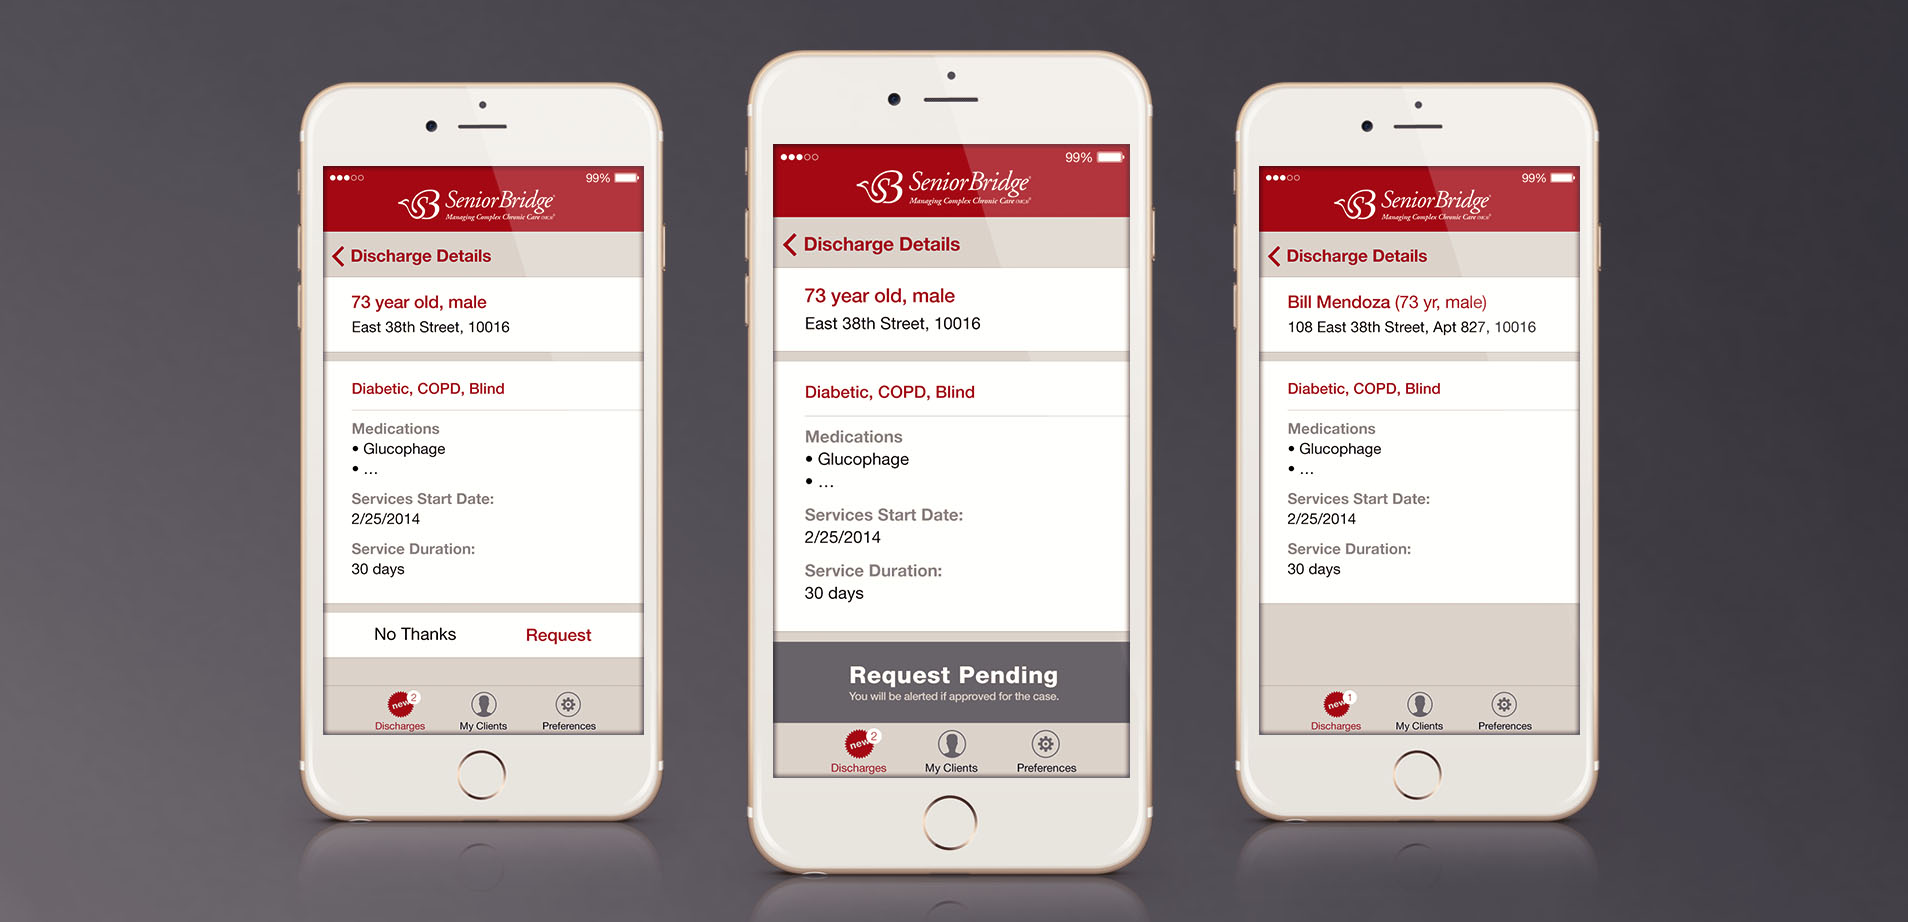 99%
SeniorBridge
Managing Complex Chronic Care
Discharge Details
73 year old, male
East 38th Street, 10016
Diabetic, COPD, Blind
Medications
• Glucophage
• ...
Services Start Date:
2/25/2014
Service Duration:
30 days
No Thanks Request
new 2
Discharges My Clients Preferences
99%
SeniorBridge
Managing Complex Chronic Care
Discharge Details
73 year old, male
East 38th Street, 10016
Diabetic, COPD, Blind
Medications
• Glucophage
• ...
Services Start Date:
2/25/2014
Service Duration:
30 days
Request Pending
You will be alerted if approved for the case.
new 2
Discharges My Clients Preferences
99%
SeniorBridge
Managing Complex Chronic Care
Discharge Details
Bill Mendoza (73 yr, male)
108 East 38th Street, Apt 827, 10016
Diabetic, COPD, Blind
Medications
• Glucophage
• ...
Services Start Date:
2/25/2014
Service Duration:
30 days
new 1
Discharges My Clients Preferences